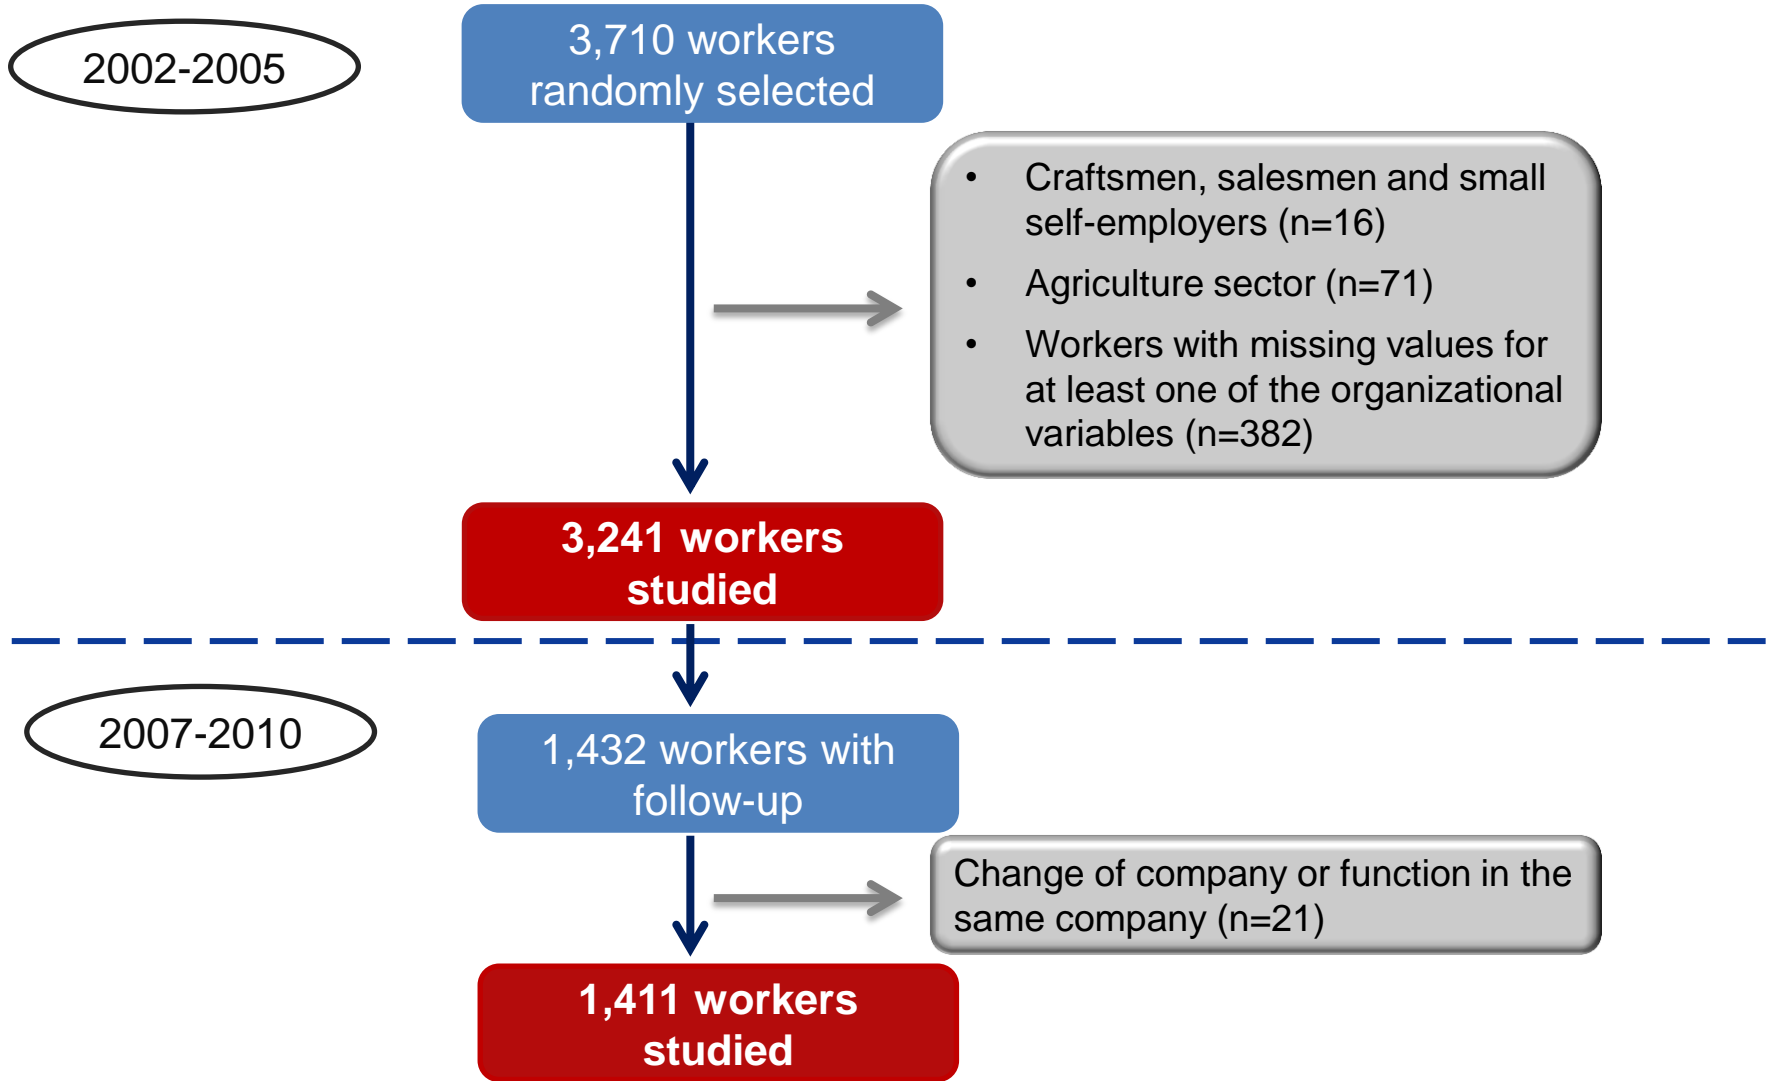 2002-2005
3,710 workers
randomly selected
• Craftsmen, salesmen and small
self-employers (n=16)
• Agriculture sector (n=71)
• Workers with missing values for
at least one of the organizational
variables (n=382)
3,241 workers
studied
2007-2010
1,432 workers with
follow-up
Change of company or function in the
same company (n=21)
1,411 workers
studied